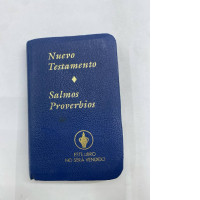 Nuevo
Testamento
Salmos
Proverbios
ESTE LIBRO
NO SERA VENDIDO